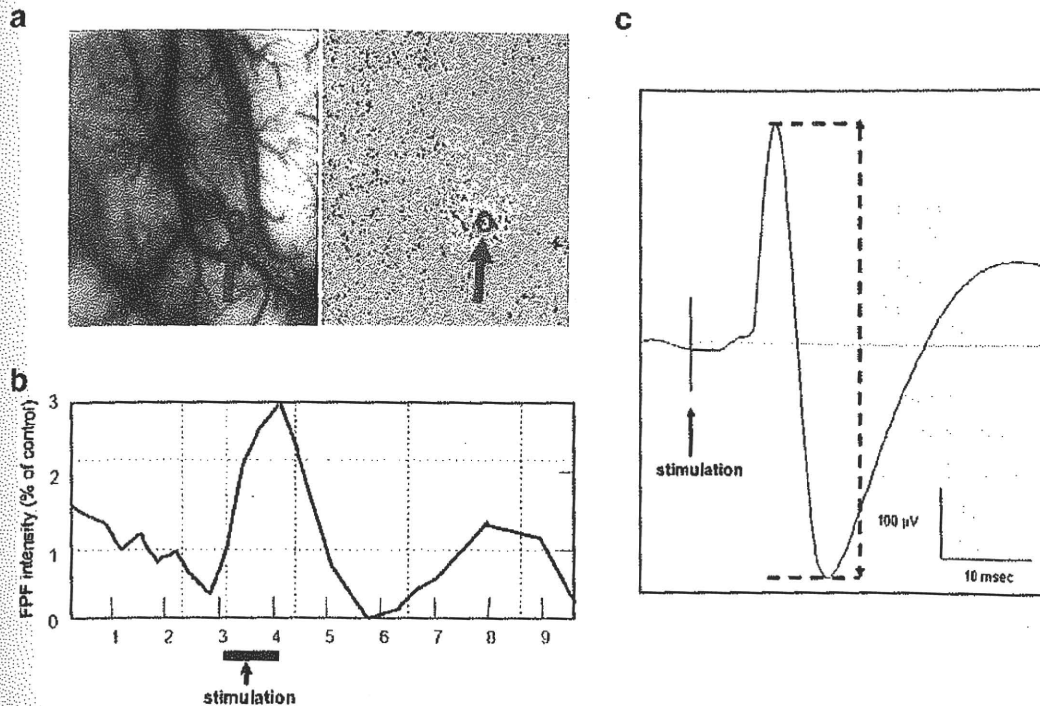 a
c
b
FPF intensity (% of control)
3
2
1
0
1 2 3 4 5 6 7 8 9
stimulation
stimulation
100 µV
10 msec